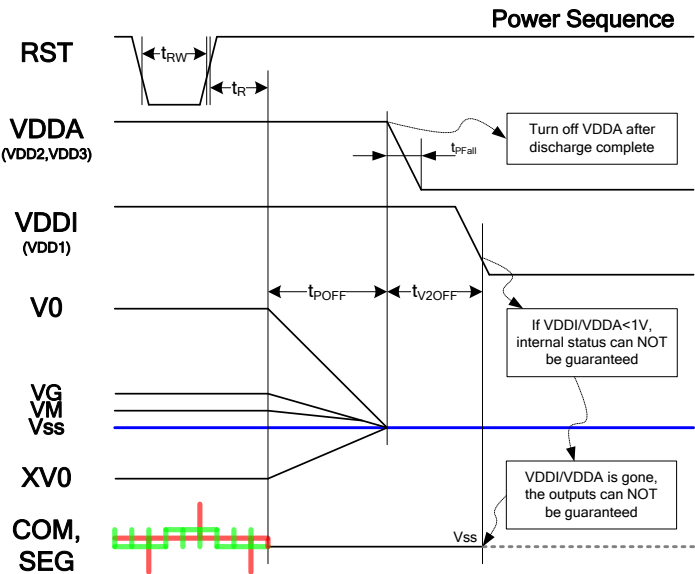 Power Sequence
RST
tRW
tR
VDDA
(VDD2,VDD3)
tPFall
Turn off VDDA after
discharge complete
VDDI
(VDD1)
tPOFF
tV2OFF
V0
If VDDI/VDDA<1V,
internal status can NOT
be guaranteed
VG
VM
Vss
XV0
VDDI/VDDA is gone,
the outputs can NOT
be guaranteed
COM,
SEG
Vss